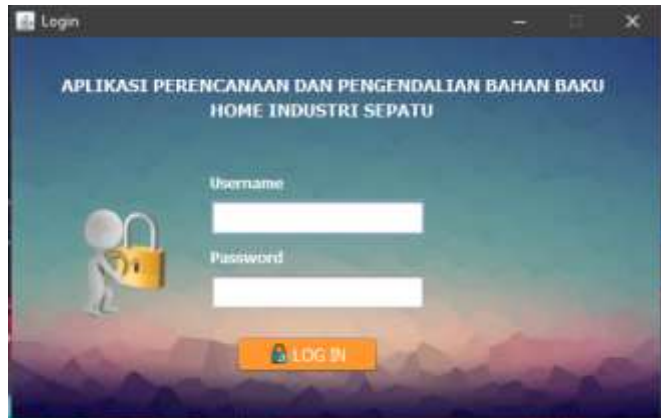 Login
APLIKASI PERENCANAAN DAN PENGENDALIAN BAHAN BAKU
HOME INDUSTRI SEPATU
Username
Password
LOG IN